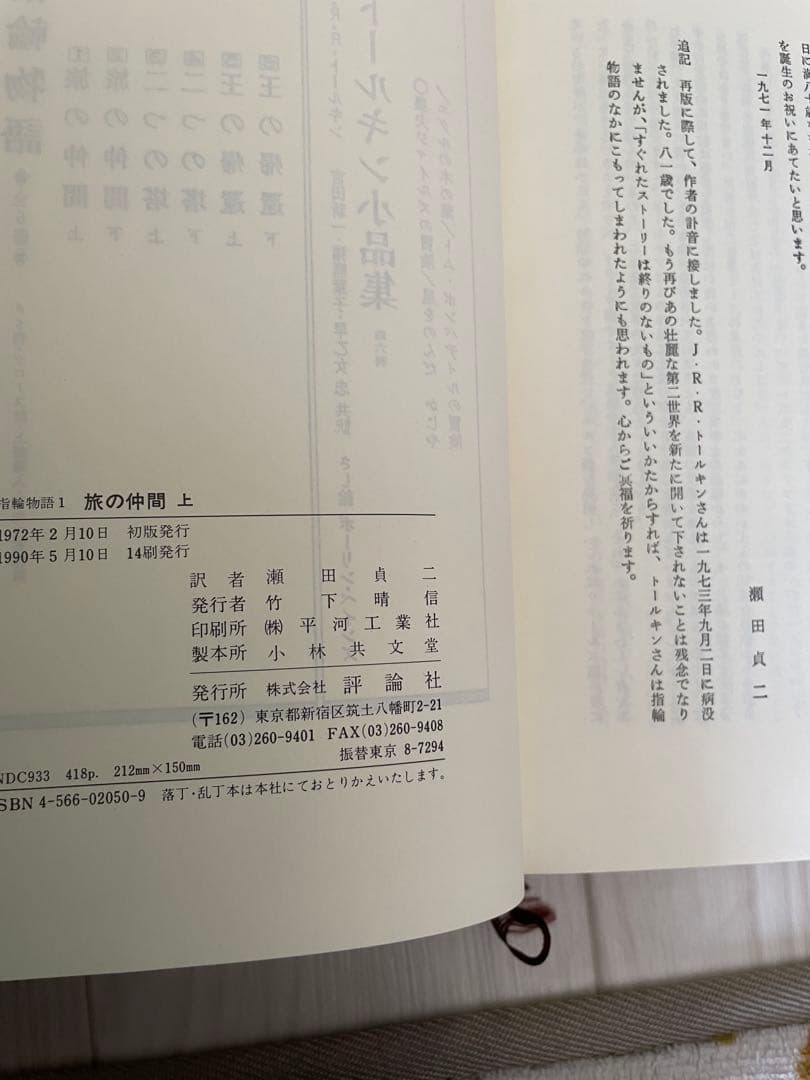 を誕生のお祝いにあてたいと思います。
一九七一年十二月
瀬田貞二
追記 再版に際して、作者の訃音に接しました。J・R・R・トールキンさんは一九七三年九月二日に病没
されました。八一歳でした。もう再びあの壮麗な第二世界を新たに開いて下されないことは残念でなり
ませんが、「すぐれたストーリーは終りのないもの」といういいかたからすれば、トールキンさんは指輪
物語のなかにこもってしまわれたようにも思われます。心からご冥福を祈ります。
指輪物語1 旅の仲間 上
1972年2月10日 初版発行
1990年5月10日 14刷発行
訳者 瀬田貞二
発行者 竹下晴信
印刷所 ㈱平河工業社
製本所 小林共文堂
発行所 株式会社 評論社
(〒162) 東京都新宿区筑土八幡町2-21
電話(03)260-9401 FAX(03)260-9408
振替東京 8-7294
NDC933 418p. 212mm×150mm
ISBN 4-566-02050-9 落丁・乱丁本は本社にておとりかえいたします。